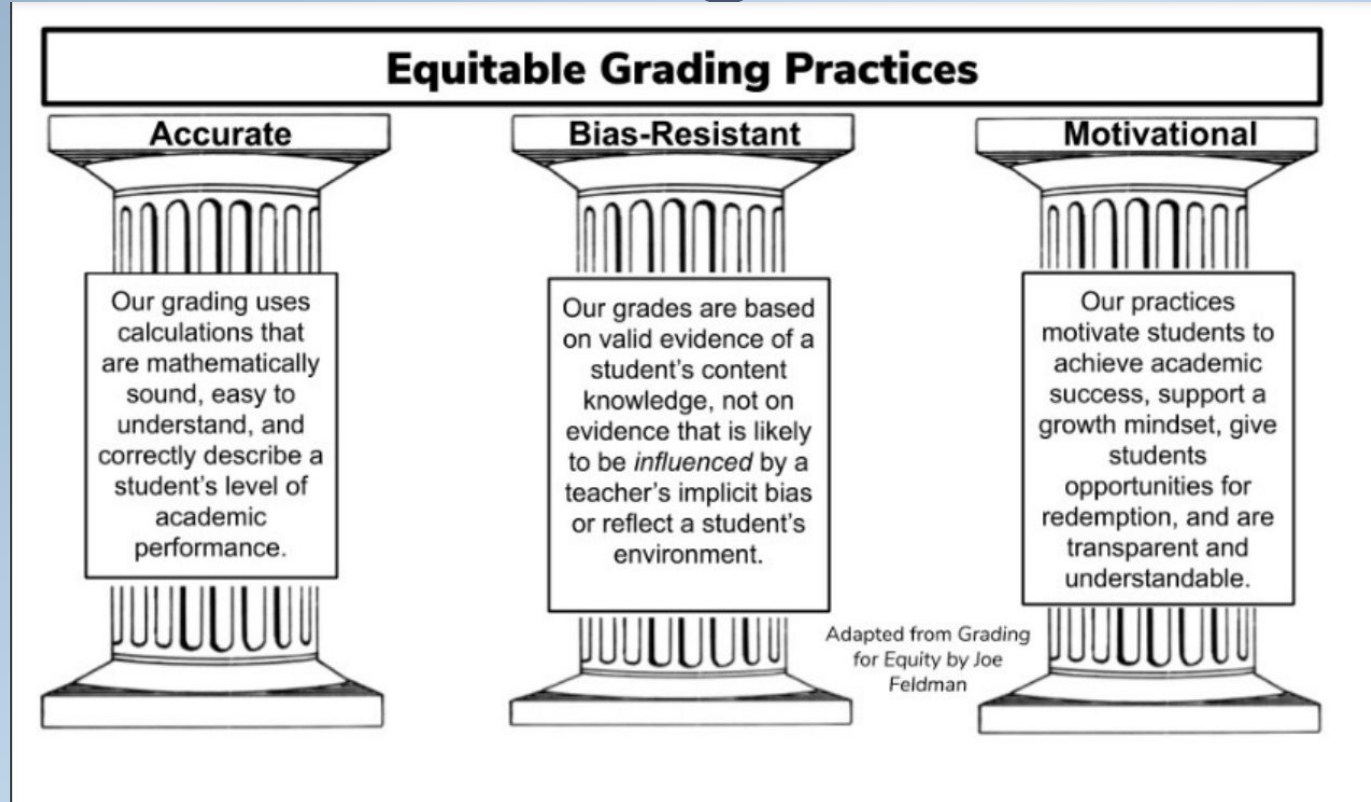 Equitable Grading Practices
Accurate
Our grading uses
calculations that
are mathematically
sound, easy to
understand, and
correctly describe a
student's level of
academic
performance.
Bias-Resistant
Our grades are based
on valid evidence of a
student's content
knowledge, not on
evidence that is likely
to be influenced by a
teacher's implicit bias
or reflect a student's
environment.
Motivational
Our practices
motivate students to
achieve academic
success, support a
growth mindset, give
students
opportunities for
redemption, and are
transparent and
understandable.
Adapted from Grading
for Equity by Joe
Feldman